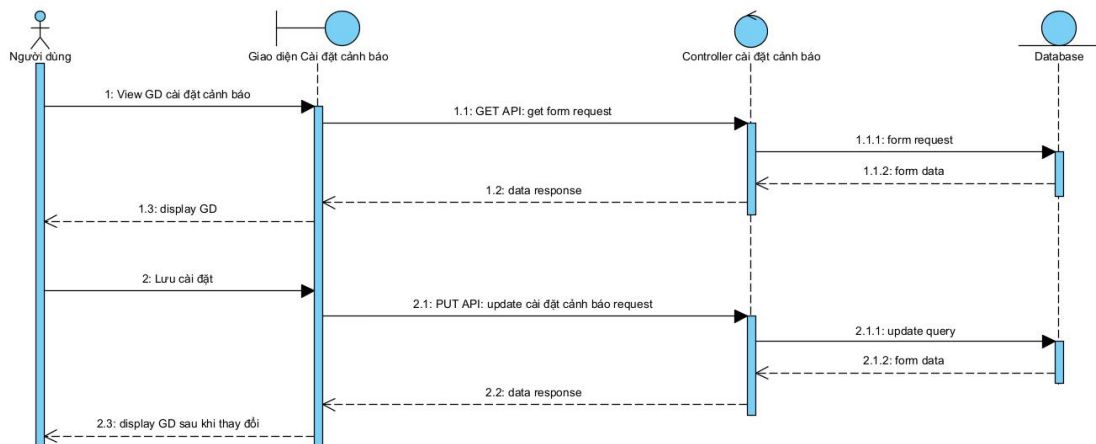 Người dùng
Giao diện Cài đặt cảnh báo
Controller cài đặt cảnh báo
Database
1: View GD cài đặt cảnh báo
1.1: GET API: get form request
1.1.1: form request
1.1.2: form data
1.2: data response
1.3: display GD
2: Lưu cài đặt
2.1: PUT API: update cài đặt cảnh báo request
2.1.1: update query
2.1.2: form data
2.2: data response
2.3: display GD sau khi thay đổi